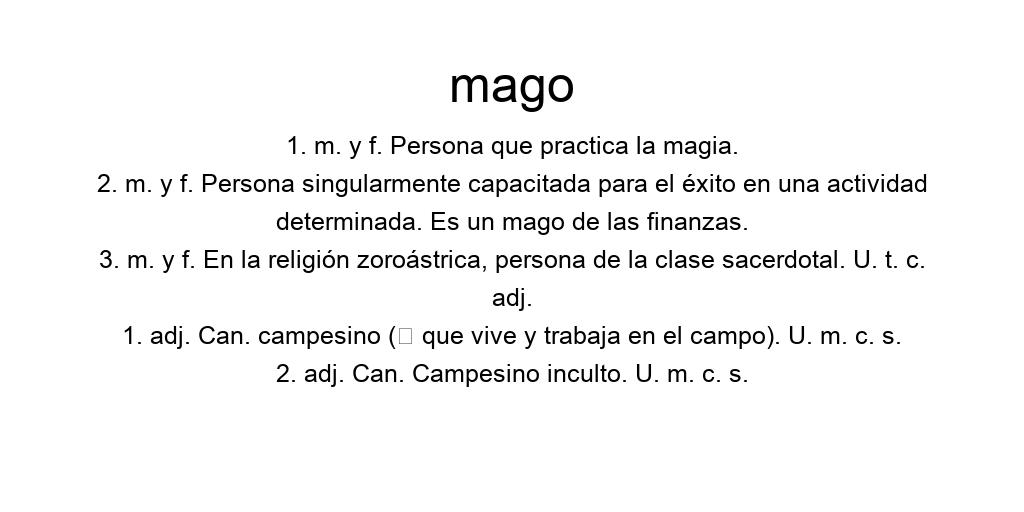 mago
1. m. y f. Persona que practica la magia.
2. m. y f. Persona singularmente capacitada para el éxito en una actividad
determinada. Es un mago de las finanzas.
3. m. y f. En la religión zoroástrica, persona de la clase sacerdotal. U. t. c.
adj.
1. adj. Can. campesino (▯ que vive y trabaja en el campo). U. m. c. s.
2. adj. Can. Campesino inculto. U. m. c. s.